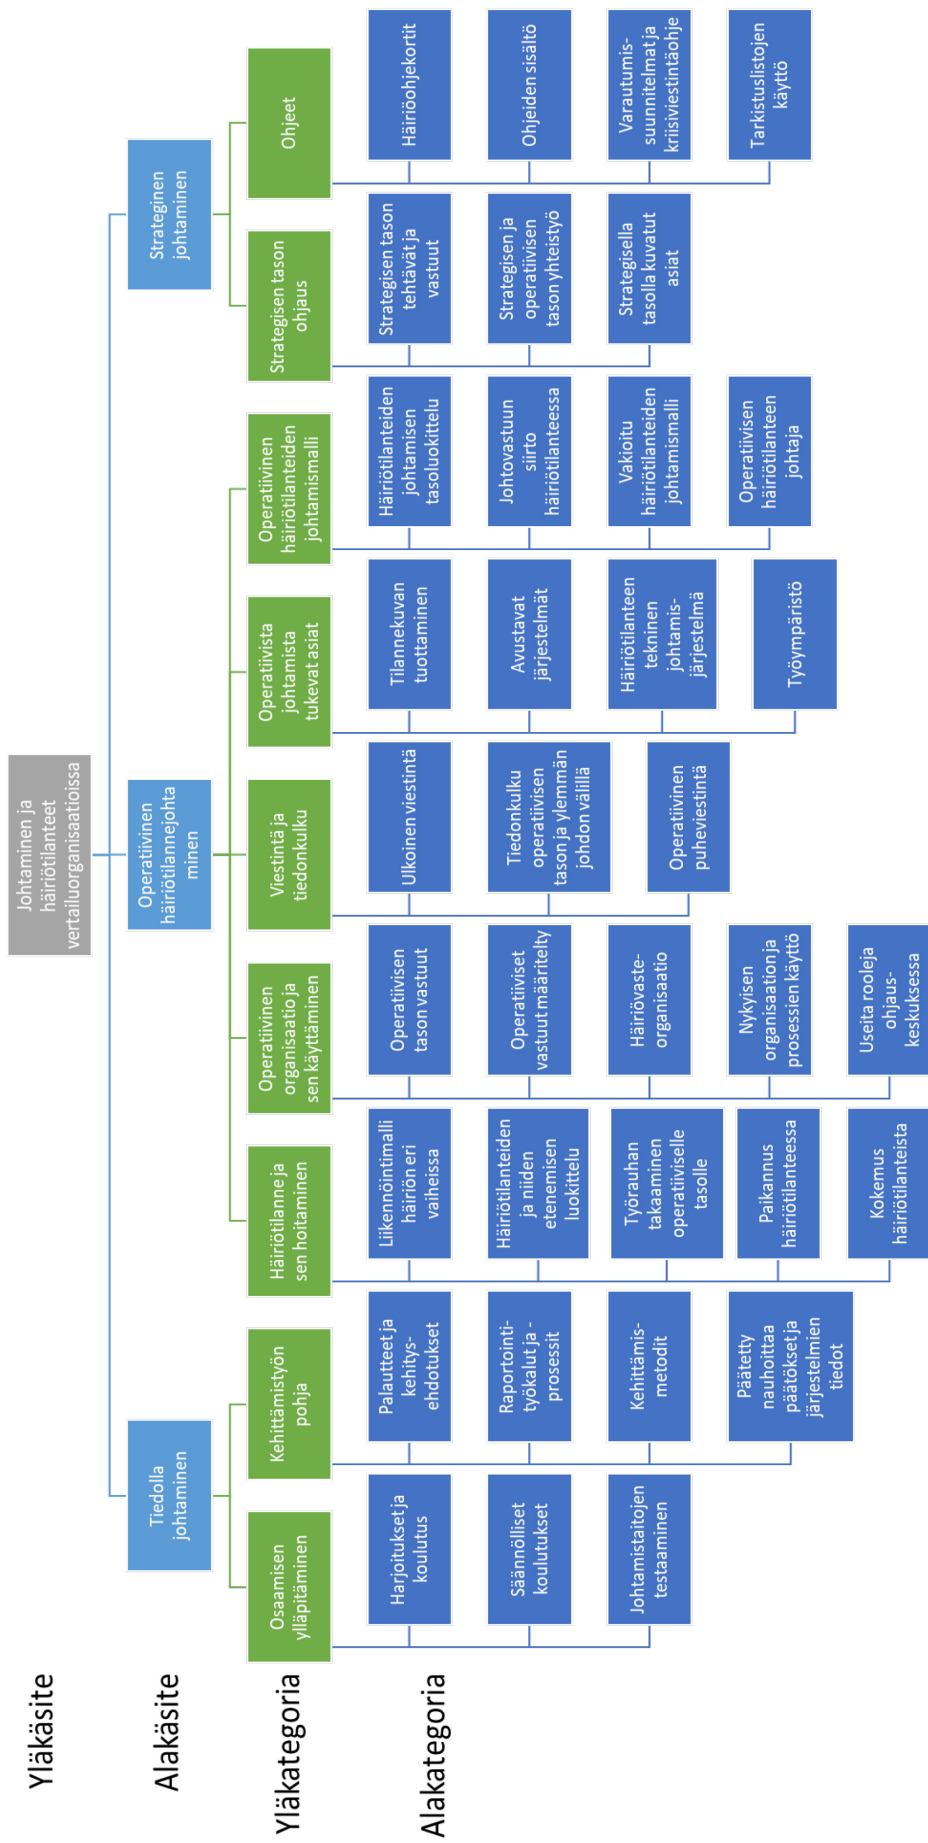 Yläkäsite
Johtaminen ja
häiriötilanteet
vertailuorganisaatioissa
Alakäsite
Tiedolla
johtaminen
Operatiivinen
häiriötilannejohta
minen
Strateginen
johtaminen
Yläkategoria
Osaamisen
ylläpitäminen
Kehittämistyön
pohja
Häiriötilanne ja
sen hoitaminen
Operatiivinen
organisaatio ja
sen käyttäminen
Viestintä ja
tiedonkulku
Operatiivista
johtamista
tukevat asiat
Operatiivinen
häiriötilanteiden
johtamismalli
Strategisen tason
ohjaus
Ohjeet
Alakategoria
Harjoitukset ja
koulutus
Säännölliset
koulutukset
Johtamistaitojen
testaaminen
Palautteet ja
kehitys-
ehdotukset
Raportointi-
työkalut ja -
prosessit
Kehittämis-
metodit
Päätetty
nauhoittaa
päätökset ja
järjestelmien
tiedot
Liikennöintimalli
häiriön eri
vaiheissa
Häiriötilanteiden
ja niiden
etenemisen
luokittelu
Työrauhan
takaaminen
operatiiviselle
tasolle
Paikannus
häiriötilanteessa
Kokemus
häiriötilanteista
Operatiivisen
tason vastuut
Operatiiviset
vastuut määritelty
Häiriövaste-
organisaatio
Nykyisen
organisaation ja
prosessien käyttö
Useita rooleja
ohjaus-
keskuksessa
Ulkoinen viestintä
Tiedonkulku
operatiivisen
tason ja ylemmän
johdon välillä
Operatiivinen
puheviestintä
Tilannekuvan
tuottaminen
Avustavat
järjestelmät
Häiriötilanteen
tekninen
johtamis-
järjestelmä
Työympäristö
Häiriötilanteiden
johtamisen
tasoluokittelu
Johtovastuun
siirto
häiriötilanteessa
Vakioitu
häiriötilanteiden
johtamismalli
Operatiivisen
häiriötilanteen
johtaja
Strategisen tason
tehtävät ja
vastuut
Strategisen ja
operatiivisen
tason yhteistyö
Strategisella
tasolla kuvatut
asiat
Häiriöohjekortit
Ohjeiden sisältö
Varautumis-
suunnitelmat ja
kriisiviestintäohje
Tarkistuslistojen
käyttö